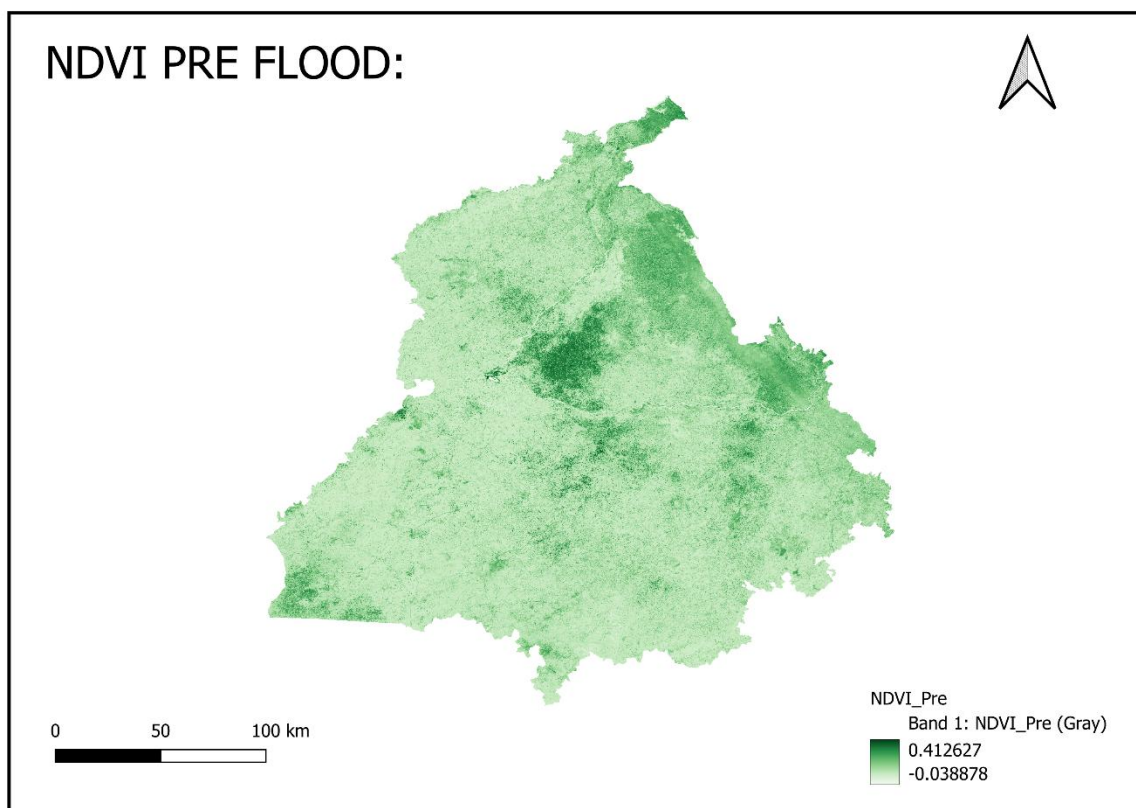 NDVI PRE FLOOD:
0 50 100 km
NDVI_Pre
Band 1: NDVI_Pre (Gray)
0.412627
-0.038878